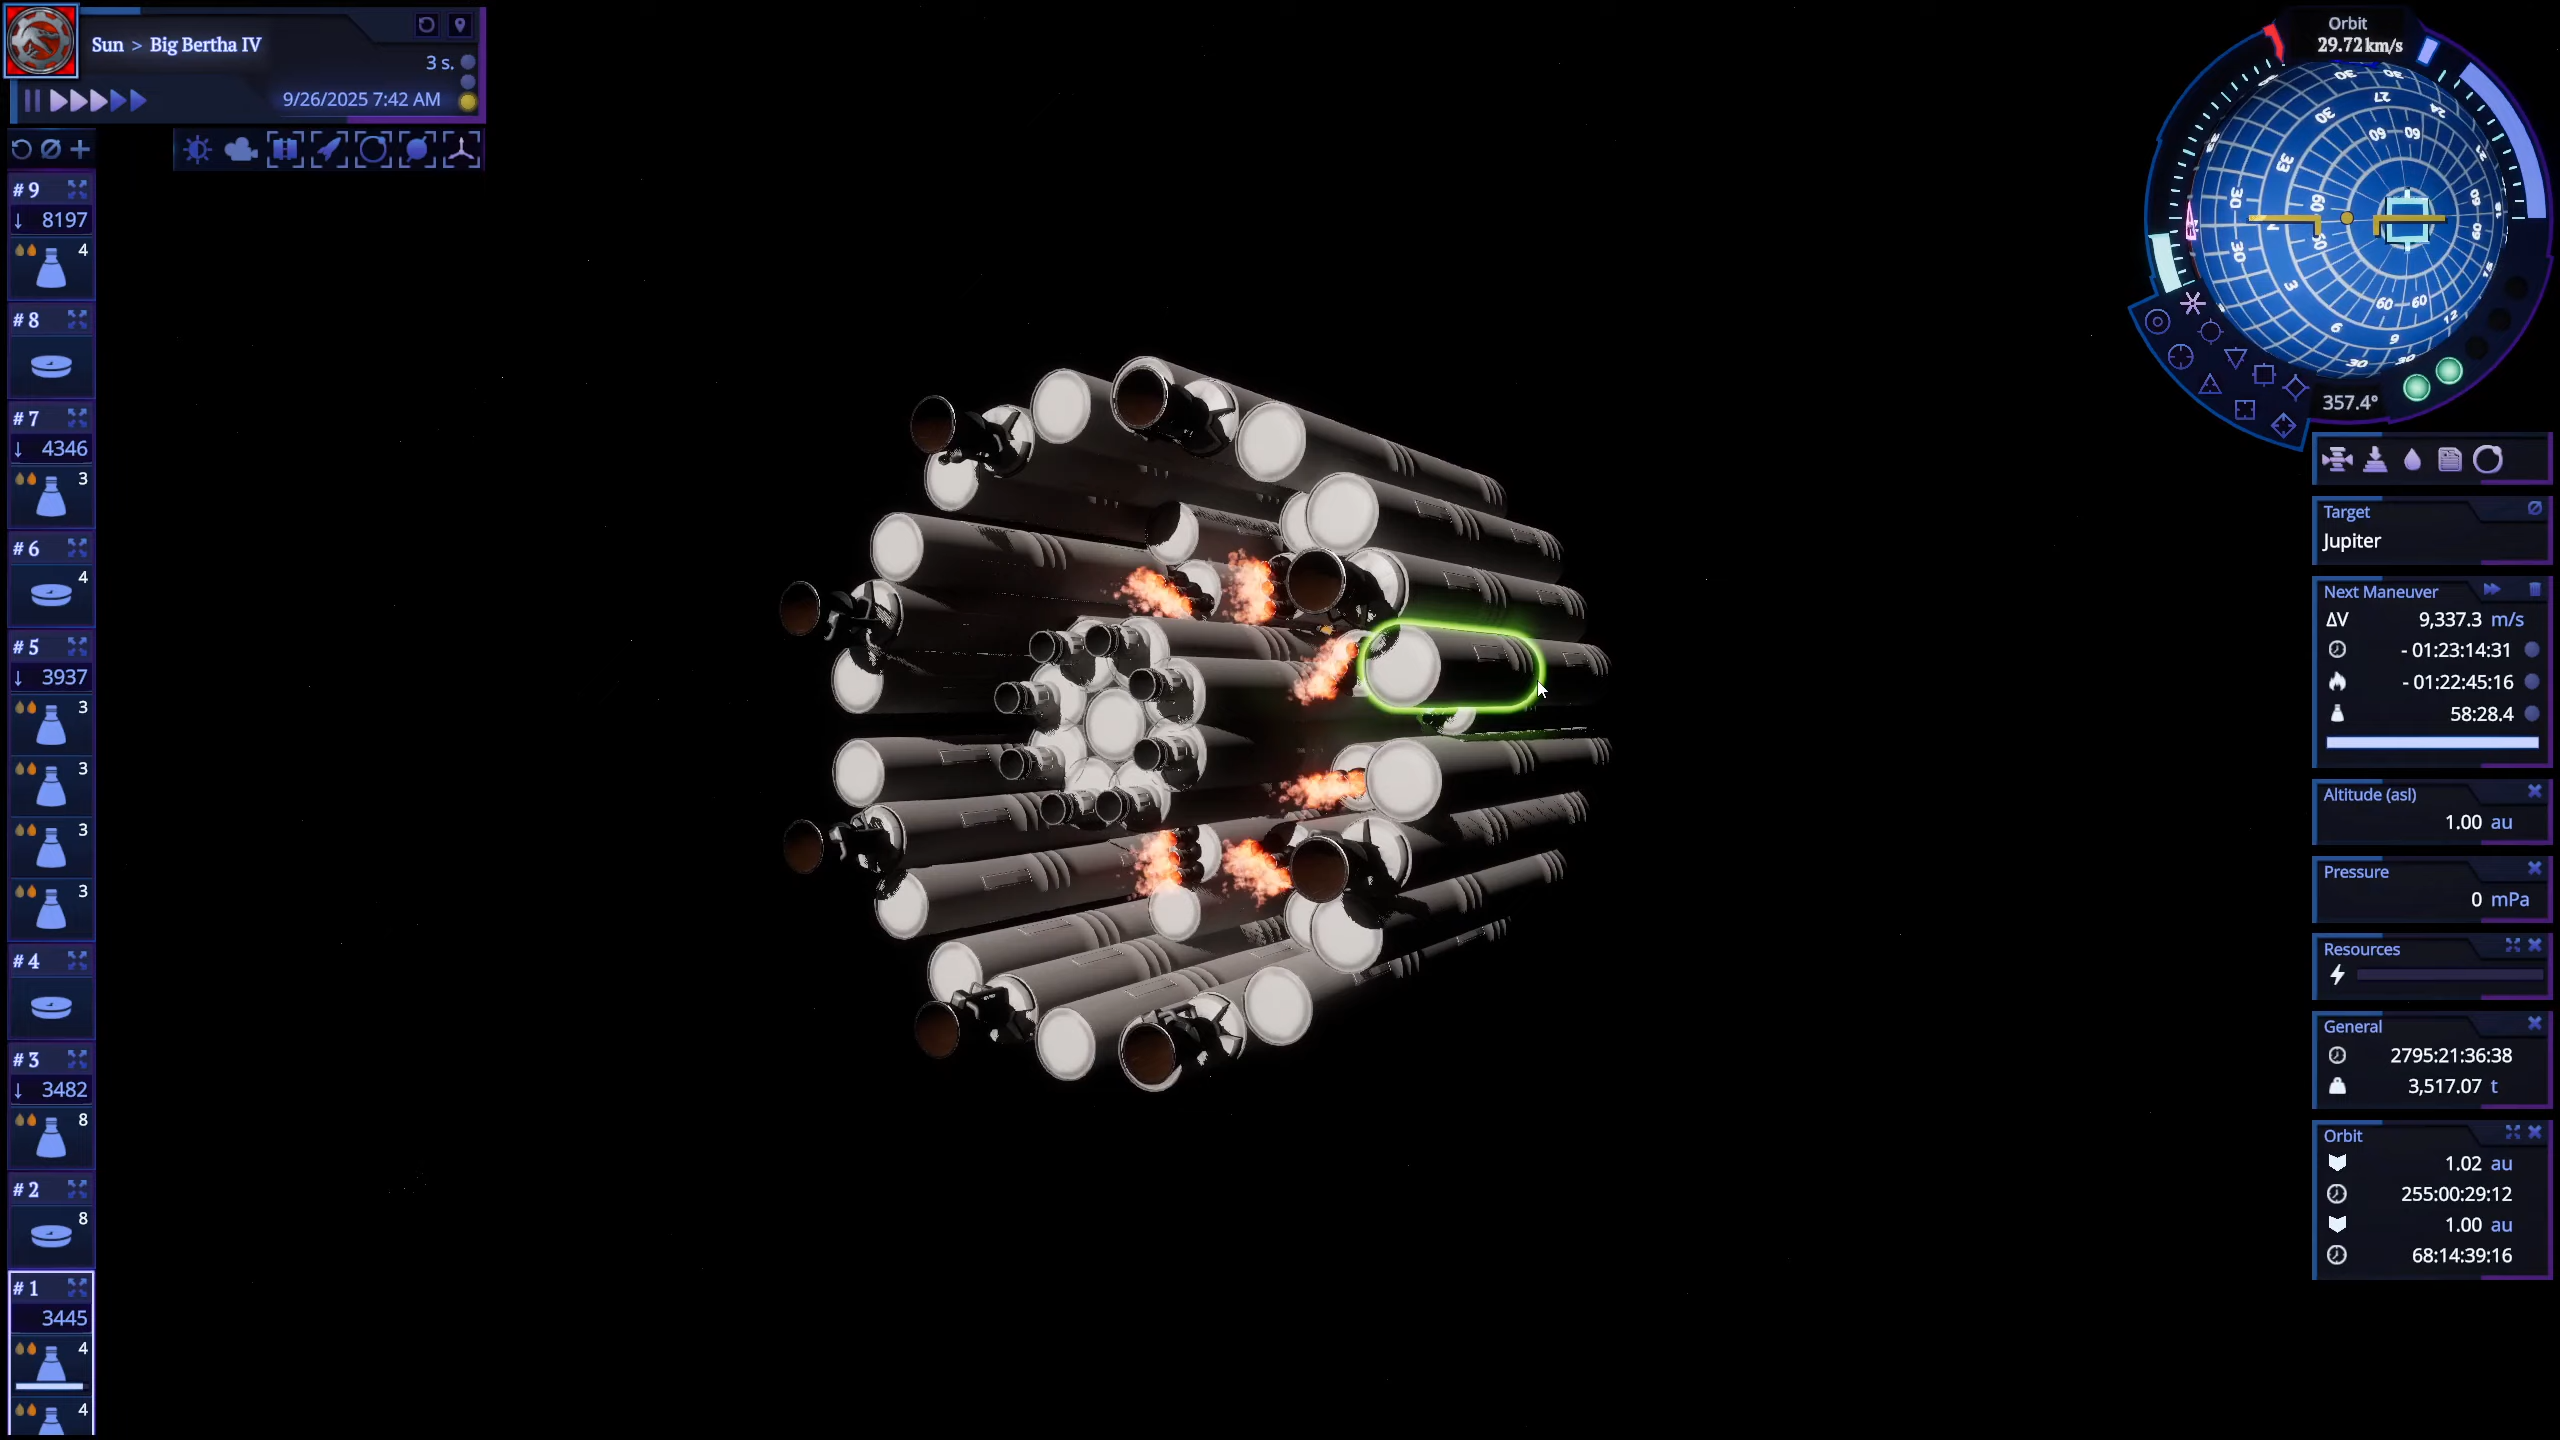 Sun > Big Bertha IV
3 s.
9/26/2025 7:42 AM
#9
↓ 8197
4
#8
#7
↓ 4346
3
#6
4
#5
↓ 3937
3
3
3
3
#4
#3
↓ 3482
8
#2
8
#1
3445
4
4
Orbit
29.72 km/s
357.4°
Target
Jupiter
Next Maneuver
ΔV 9,337.3 m/s
- 01:23:14:31
- 01:22:45:16
58:28.4
Altitude (asl)
1.00 au
Pressure
0 mPa
Resources
General
2795:21:36:38
3,517.07 t
Orbit
1.02 au
255:00:29:12
1.00 au
68:14:39:16